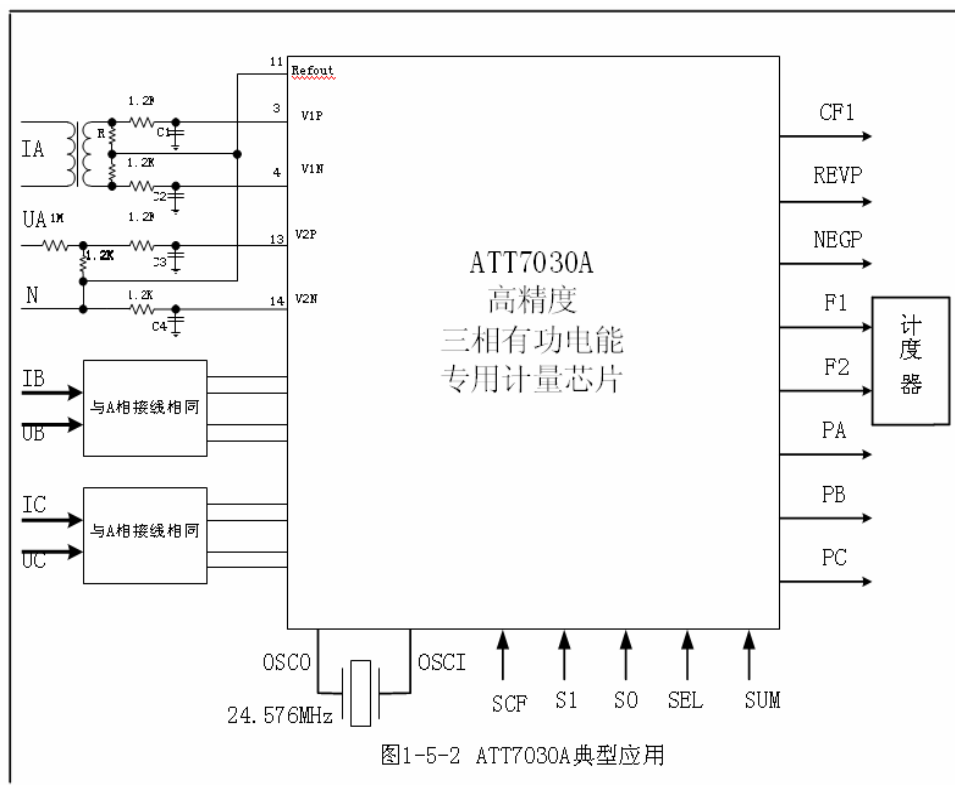 11
Refout
1.2K
3
V1P
R
C1
IA
1.2K
4
V1N
C2
UA
1M
1.2K
13
V2P
1.2K
C3
N
1.2K
14
V2N
C4
ATT7030A
高精度
三相有功电能
专用计量芯片
IB
UB
与A相接线相同
IC
UC
与A相接线相同
CF1
REVP
NEGP
F1
F2
PA
PB
PC
计度器
OSCO
OSCI
24.576MHz
SCF
S1
S0
SEL
SUM
图1-5-2 ATT7030A典型应用